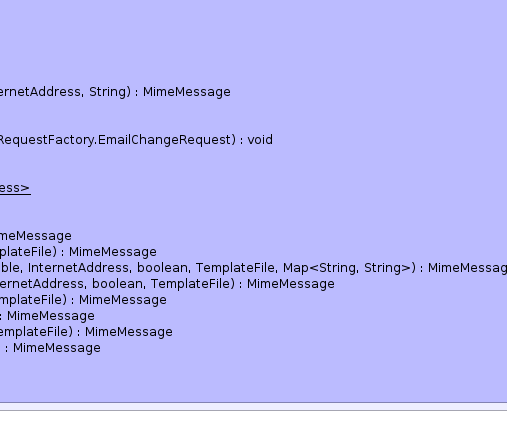 ernetAddress, String) : MimeMessage
RequestFactory.EmailChangeRequest) : void
ess>
meMessage
plateFile) : MimeMessage
ble, InternetAddress, boolean, TemplateFile, Map<String, String>) : MimeMessag
ernetAddress, boolean, TemplateFile) : MimeMessage
mplateFile) : MimeMessage
: MimeMessage
emplateFile) : MimeMessage
) : MimeMessage